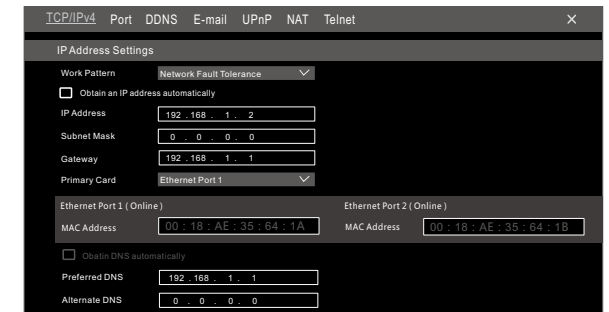 TCP/IPv4 Port DDNS E-mail UPnP NAT Telnet X
IP Address Settings
Work Pattern Network Fault Tolerance
Obtain an IP address automatically
IP Address 192 . 168 . 1 . 2
Subnet Mask 0 . 0 . 0 . 0
Gateway 192 . 168 . 1 . 1
Primary Card Ethernet Port 1
Ethernet Port 1 ( Online ) Ethernet Port 2 ( Online )
MAC Address 00 : 18 : AE : 35 : 64 : 1A MAC Address 00 : 18 : AE : 35 : 64 : 1B
Obatin DNS automatically
Preferred DNS 192 . 168 . 1 . 1
Alternate DNS 0 . 0 . 0 . 0